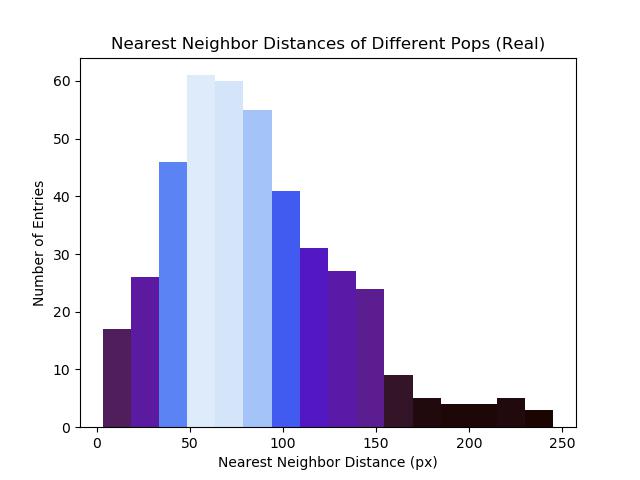 Nearest Neighbor Distances of Different Pops (Real)
Number of Entries
60
50
40
30
20
10
0
0 50 100 150 200 250
Nearest Neighbor Distance (px)